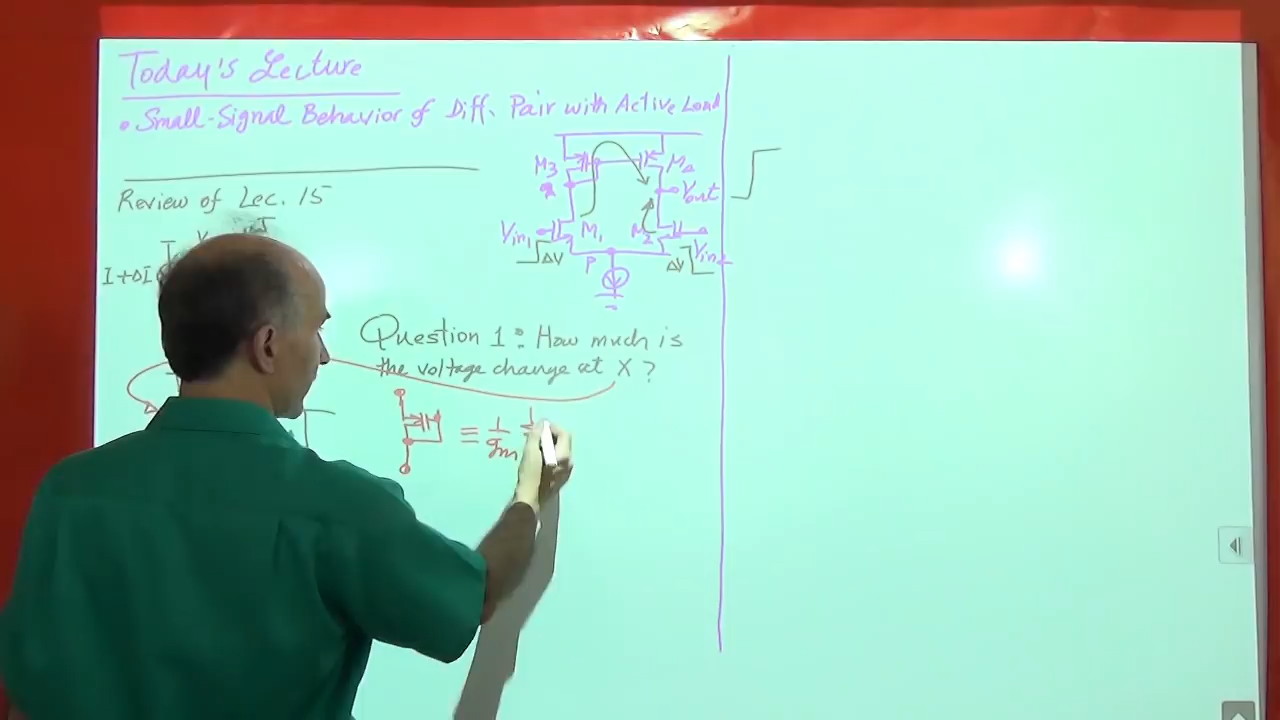 Today's Lecture
• Small-Signal Behavior of Diff. Pair with Active Load
M3
M4
X
Vout
Review of Lec. 15
Vin1
M1
M2
Vin2
ΔV
P
ΔV
I+ΔI
Question 1: How much is
the voltage change at X?
≡ 1/gm